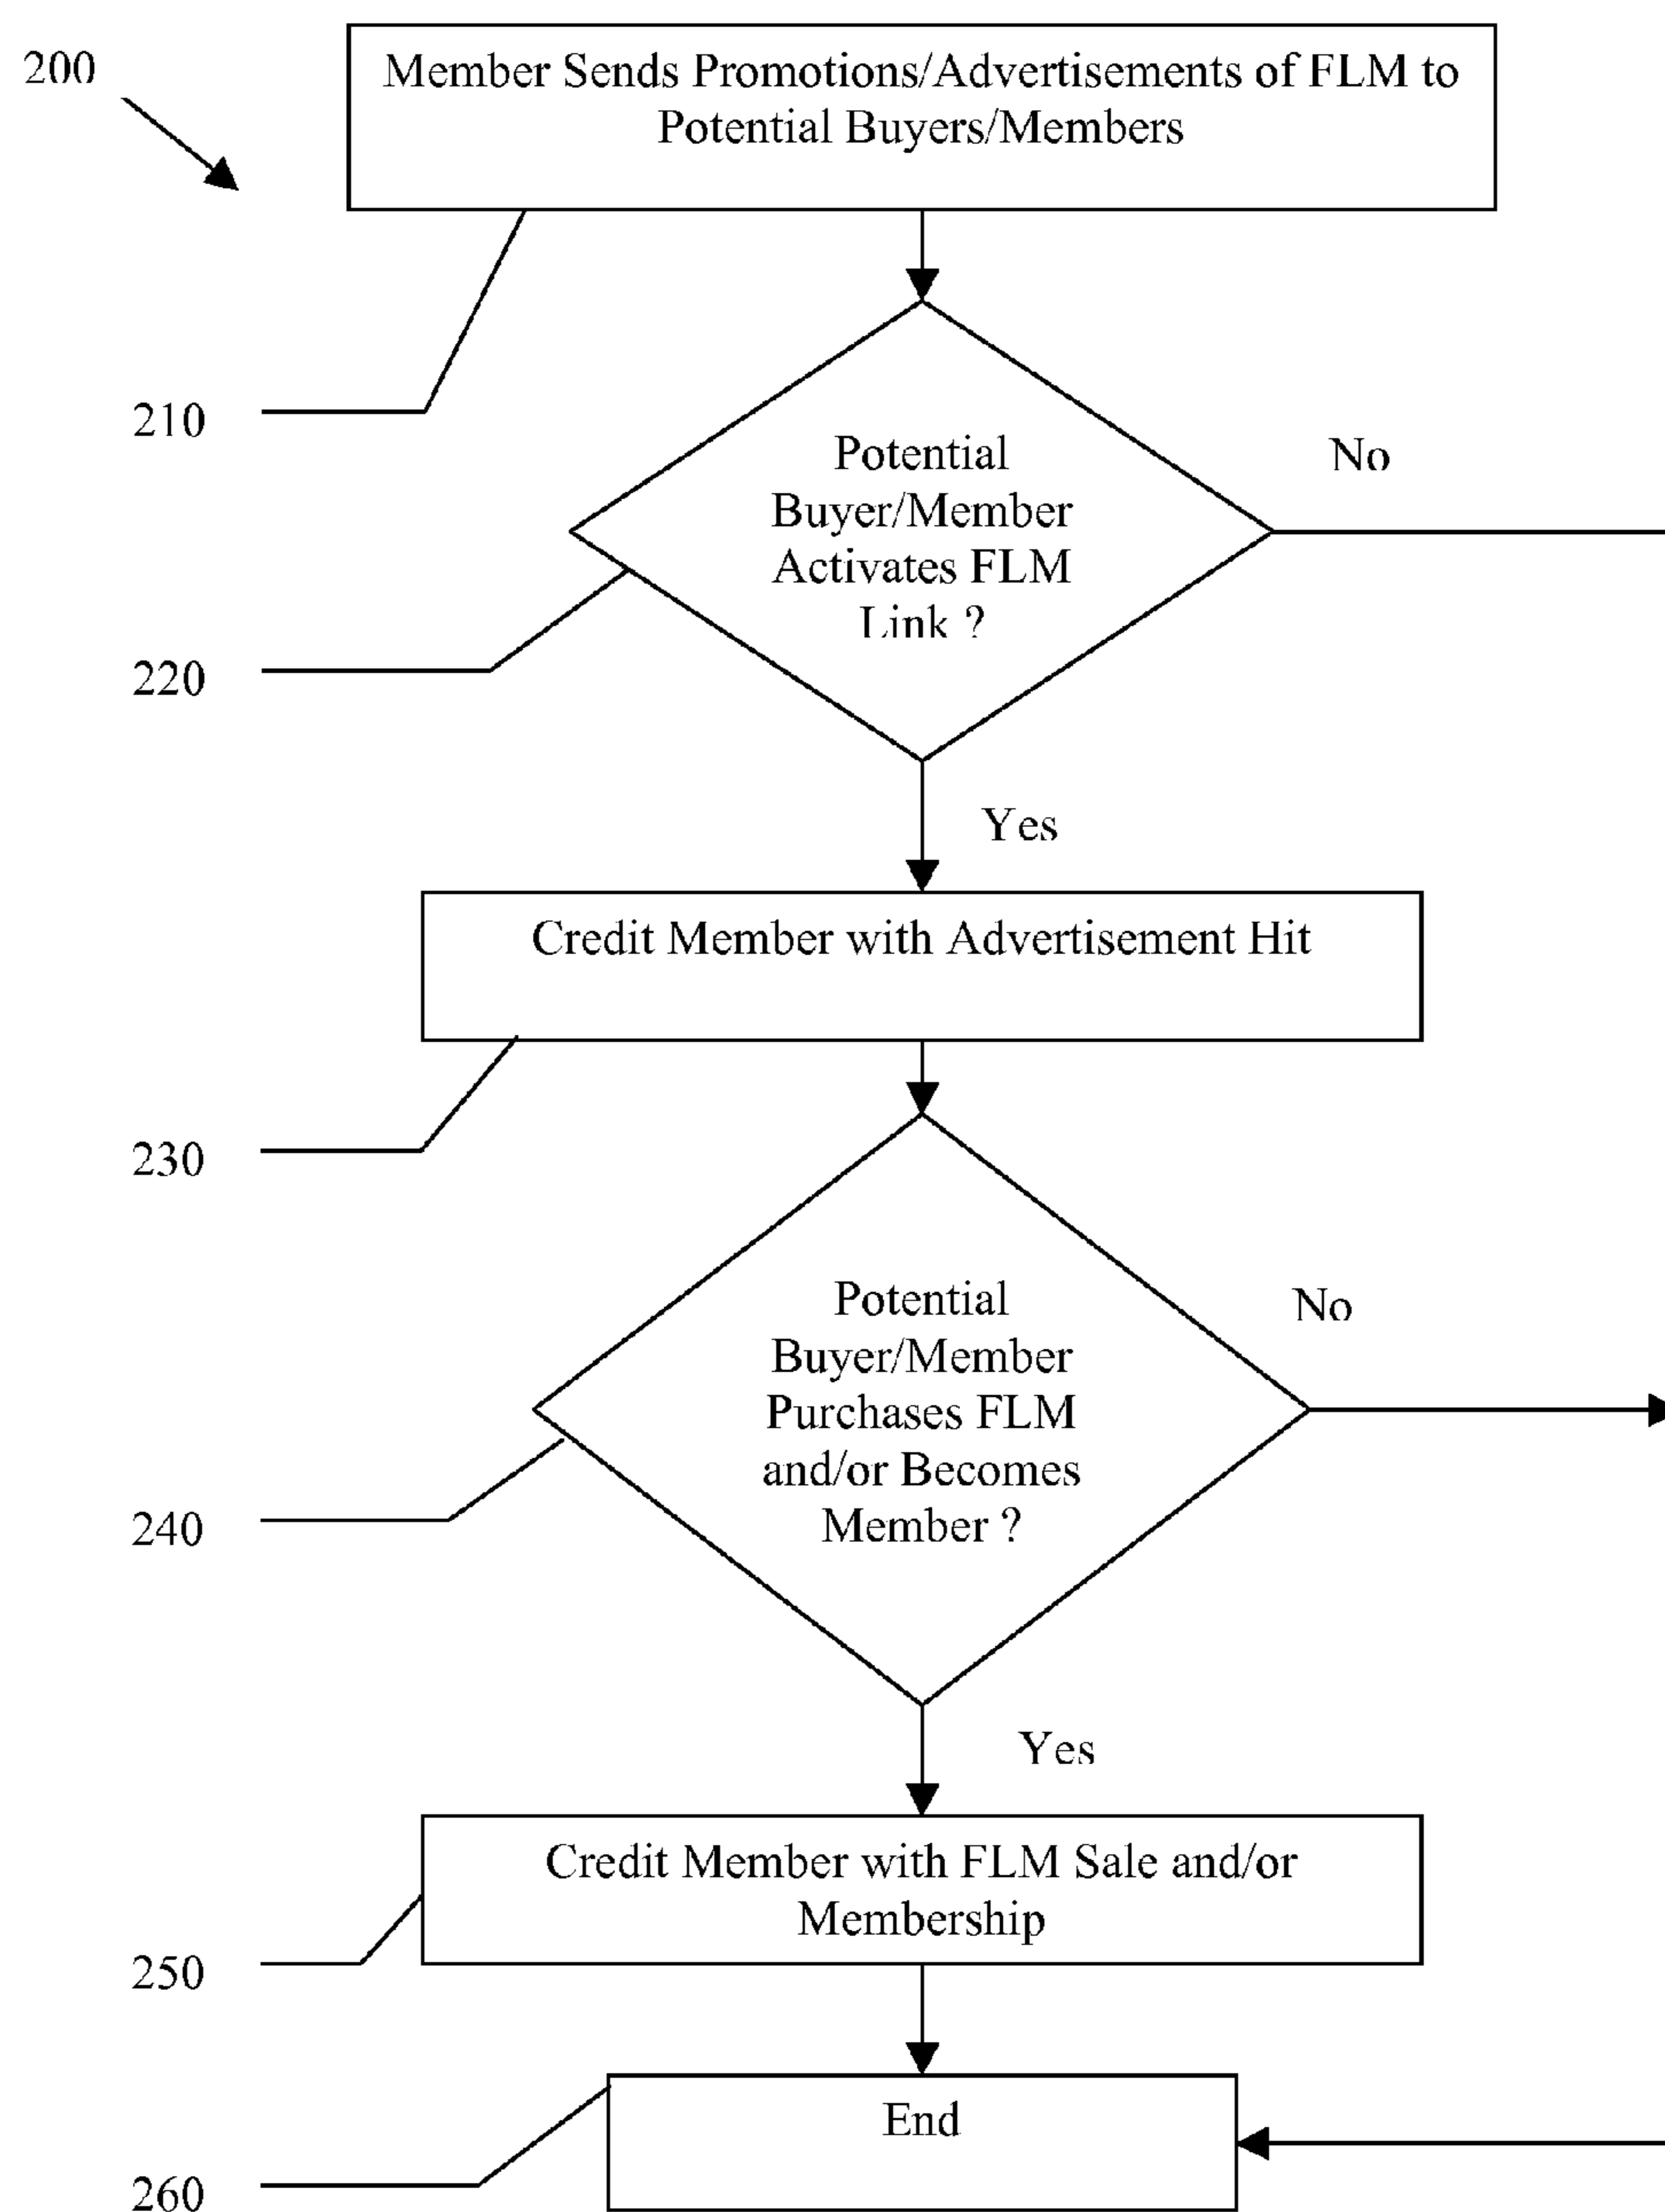 200
Member Sends Promotions/Advertisements of FLM to
Potential Buyers/Members
210
Potential
Buyer/Member
Activates FLM
Link ?
No
220
Yes
Credit Member with Advertisement Hit
230
Potential
Buyer/Member
Purchases FLM
and/or Becomes
Member ?
No
240
Yes
Credit Member with FLM Sale and/or
Membership
250
End
260